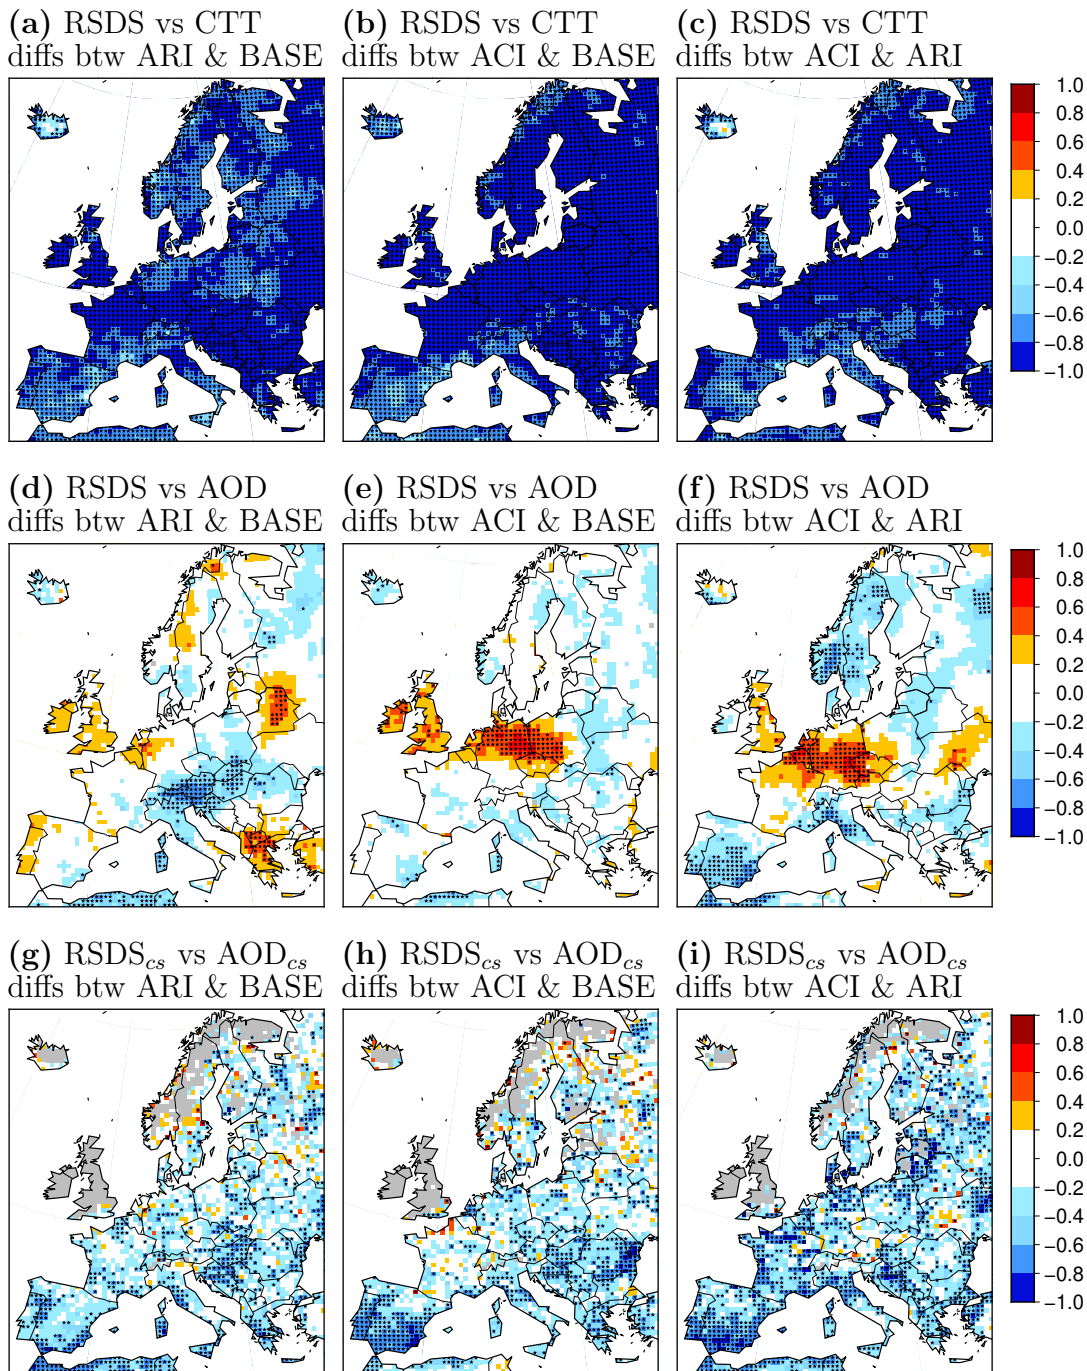 (a) RSDS vs CTT
diffs btw ARI & BASE
(b) RSDS vs CTT
diffs btw ACI & BASE
(c) RSDS vs CTT
diffs btw ACI & ARI
1.0
0.8
0.6
0.4
0.2
0.0
−0.2
−0.4
−0.6
−0.8
−1.0
(d) RSDS vs AOD
diffs btw ARI & BASE
(e) RSDS vs AOD
diffs btw ACI & BASE
(f) RSDS vs AOD
diffs btw ACI & ARI
1.0
0.8
0.6
0.4
0.2
0.0
−0.2
−0.4
−0.6
−0.8
−1.0
(g) RSDS_cs vs AOD_cs
diffs btw ARI & BASE
(h) RSDS_cs vs AOD_cs
diffs btw ACI & BASE
(i) RSDS_cs vs AOD_cs
diffs btw ACI & ARI
1.0
0.8
0.6
0.4
0.2
0.0
−0.2
−0.4
−0.6
−0.8
−1.0